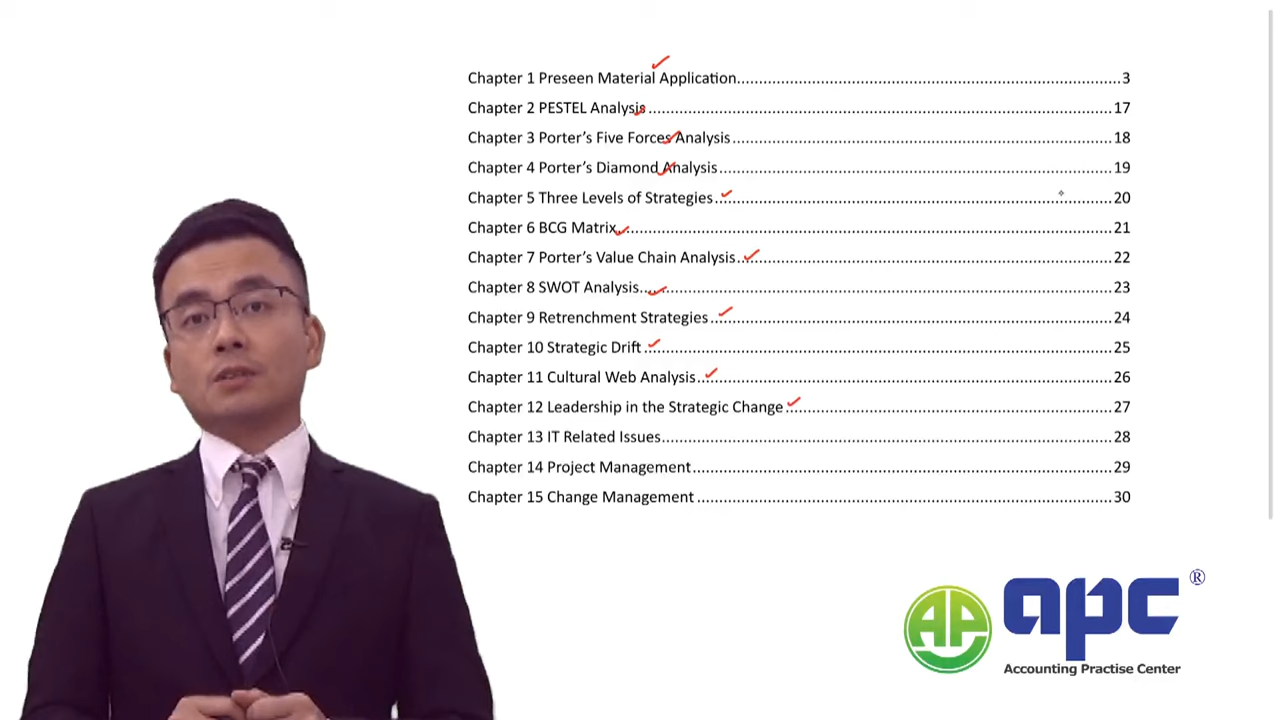 Chapter 1 Preseen Material Application........3
Chapter 2 PESTEL Analysis........17
Chapter 3 Porter’s Five Forces Analysis........18
Chapter 4 Porter’s Diamond Analysis........19
Chapter 5 Three Levels of Strategies........20
Chapter 6 BCG Matrix........21
Chapter 7 Porter’s Value Chain Analysis........22
Chapter 8 SWOT Analysis........23
Chapter 9 Retrenchment Strategies........24
Chapter 10 Strategic Drift........25
Chapter 11 Cultural Web Analysis........26
Chapter 12 Leadership in the Strategic Change........27
Chapter 13 IT Related Issues........28
Chapter 14 Project Management........29
Chapter 15 Change Management........30
AP apc ®
Accounting Practise Center